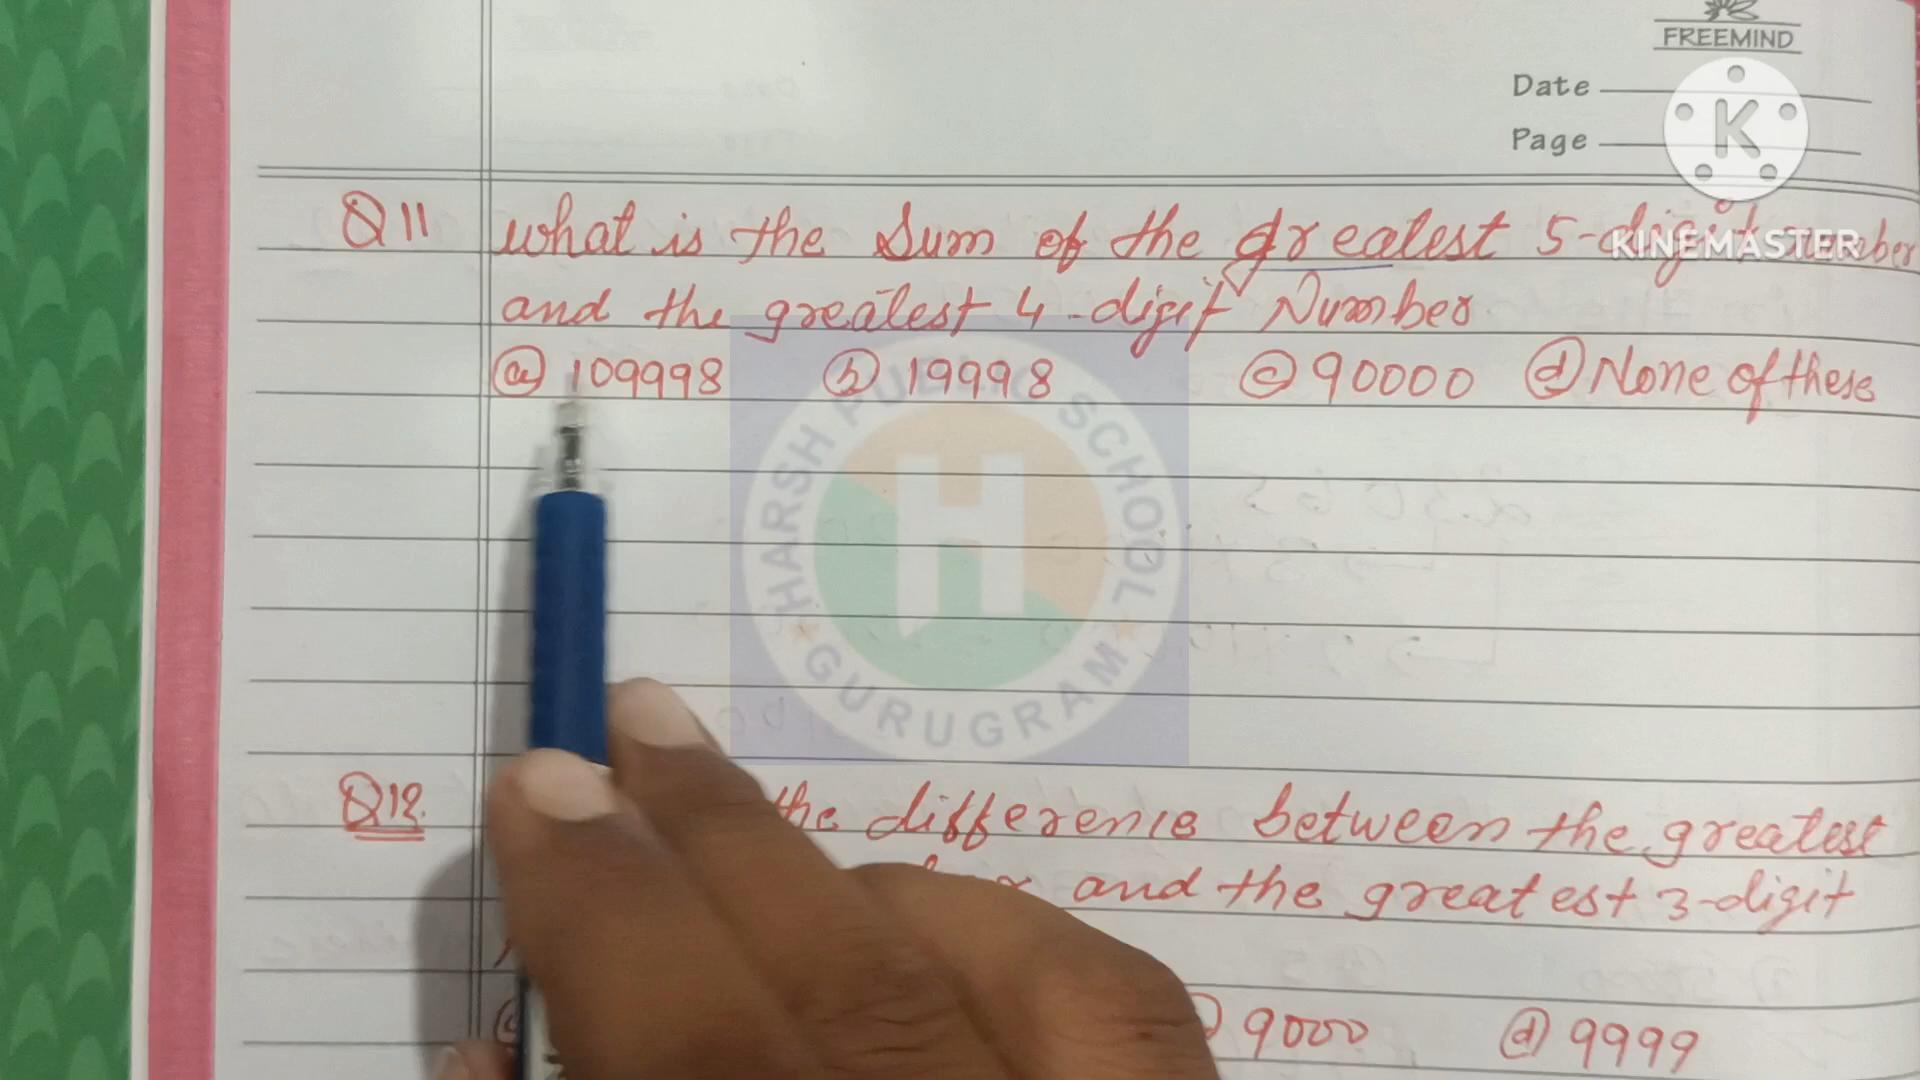 FREEMIND
Date
Page
K
KINEMASTER
Q11 what is the Sum of the greatest 5-digit number
and the greatest 4-digit Number
(a) 109998 (b) 19998 (c) 90000 (d) None of these
HARSH PUBLIC SCHOOL
H
GURUGRAM
Q12. the difference between the greatest
and the greatest 3-digit
9000 (d) 9999